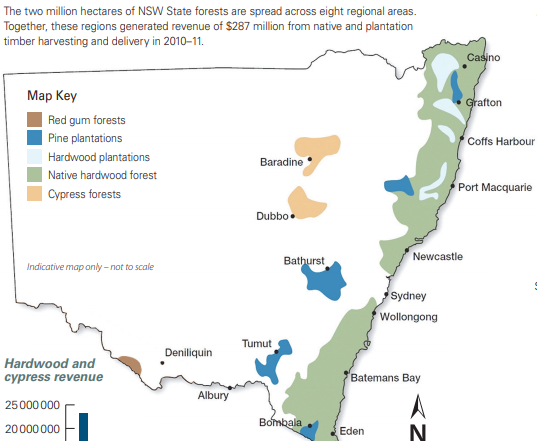 The two million hectares of NSW State forests are spread across eight regional areas.
Together, these regions generated revenue of $287 million from native and plantation
timber harvesting and delivery in 2010–11.
Casino
Map Key
Grafton
Red gum forests
Pine plantations
Coffs Harbour
Hardwood plantations
Baradine
Native hardwood forest
Port Macquarie
Cypress forests
Dubbo
Newcastle
Bathurst
Indicative map only – not to scale
Sydney
Wollongong
Tumut
Deniliquin
Hardwood and
cypress revenue
Batemans Bay
Albury
25 000 000
Bombala
20 000 000
Eden
N